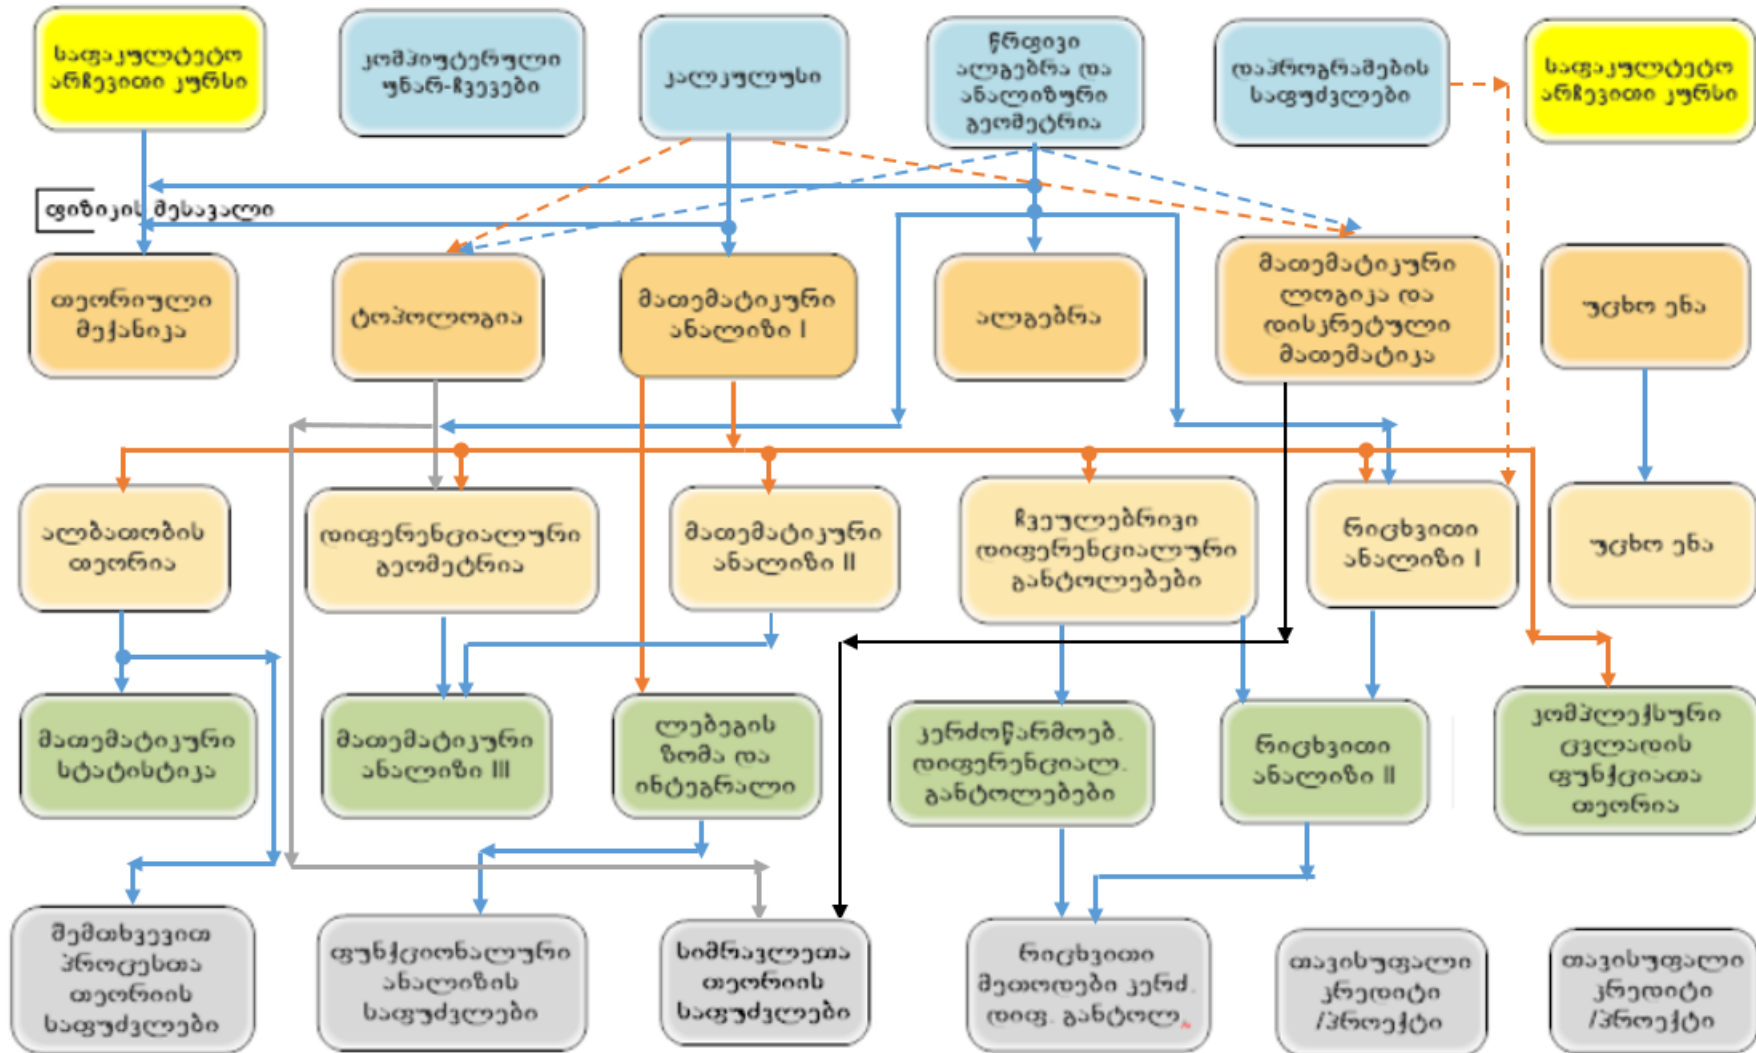 საფაკულტეტო
არჩევითი კურსი
კომპიუტერული
უნარ-ჩვევები
კალკულუსი
წრფივი
ალგებრა და
ანალიზური
გეომეტრია
დაპროგრამების
საფუძვლები
საფაკულტეტო
არჩევითი კურსი
ფიზიკის შესავალი
თეორიული
მექანიკა
ტოპოლოგია
მათემატიკური
ანალიზი I
ალგებრა
მათემატიკური
ლოგიკა და
დისკრეტული
მათემატიკა
უცხო ენა
ალბათობის
თეორია
დიფერენციალური
გეომეტრია
მათემატიკური
ანალიზი II
ჩვეულებრივი
დიფერენციალური
განტოლებები
რიცხვითი
ანალიზი I
უცხო ენა
მათემატიკური
სტატისტიკა
მათემატიკური
ანალიზი III
ლებეგის
ზომა და
ინტეგრალი
კერძოწარმოებ.
დიფერენციალ.
განტოლებები
რიცხვითი
ანალიზი II
კომპლექსური
ცვლადის
ფუნქციათა
თეორია
შემთხვევით
პროცესთა
თეორიის
საფუძვლები
ფუნქციონალური
ანალიზის
საფუძვლები
სიმრავლეთა
თეორიის
საფუძვლები
რიცხვითი
მეთოდები კერძ.
დიფ. განტოლ.
თავისუფალი
კრედიტი
/პროექტი
თავისუფალი
კრედიტი
/პროექტი